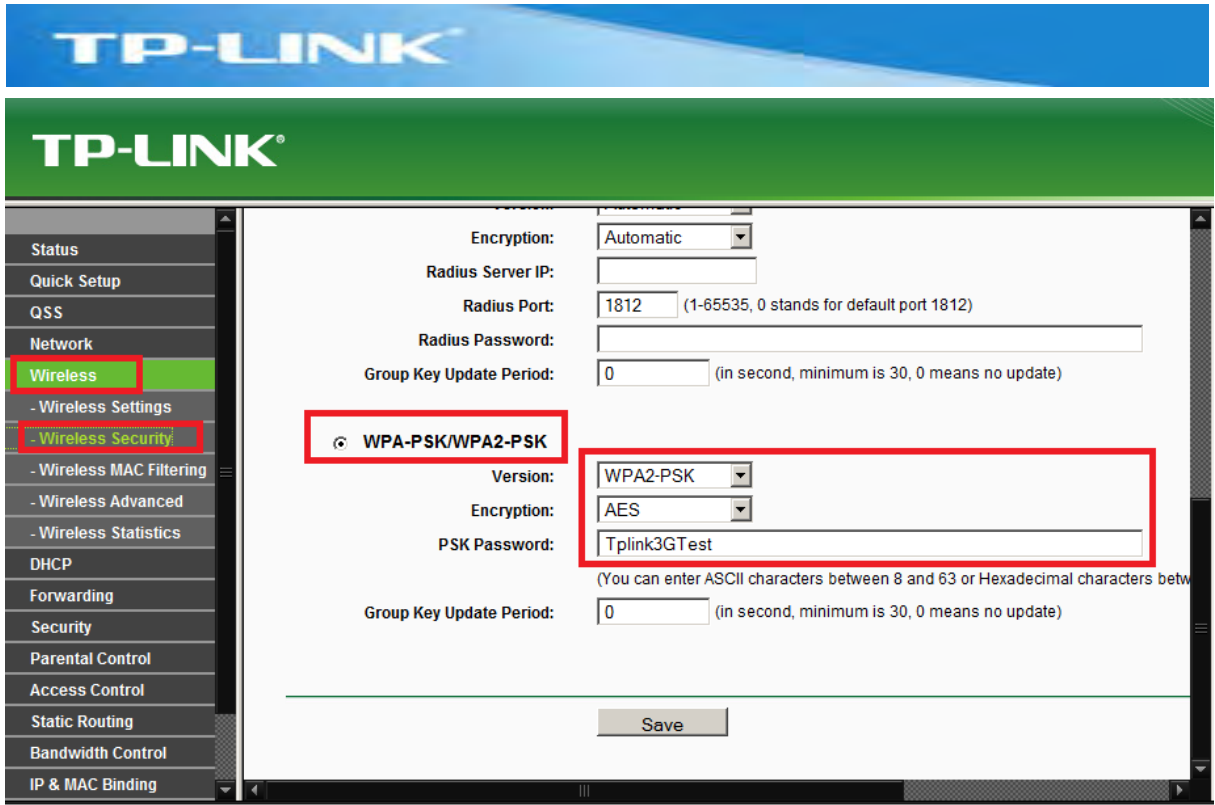 TP-LINK
TP-LINK®
Status
Quick Setup
QSS
Network
Wireless
- Wireless Settings
- Wireless Security
- Wireless MAC Filtering
- Wireless Advanced
- Wireless Statistics
DHCP
Forwarding
Security
Parental Control
Access Control
Static Routing
Bandwidth Control
IP & MAC Binding
Encryption: Automatic
Radius Server IP:
Radius Port: 1812 (1-65535, 0 stands for default port 1812)
Radius Password:
Group Key Update Period: 0 (in second, minimum is 30, 0 means no update)
WPA-PSK/WPA2-PSK
Version: WPA2-PSK
Encryption: AES
PSK Password: Tplink3GTest
(You can enter ASCII characters between 8 and 63 or Hexadecimal characters betw
Group Key Update Period: 0 (in second, minimum is 30, 0 means no update)
Save